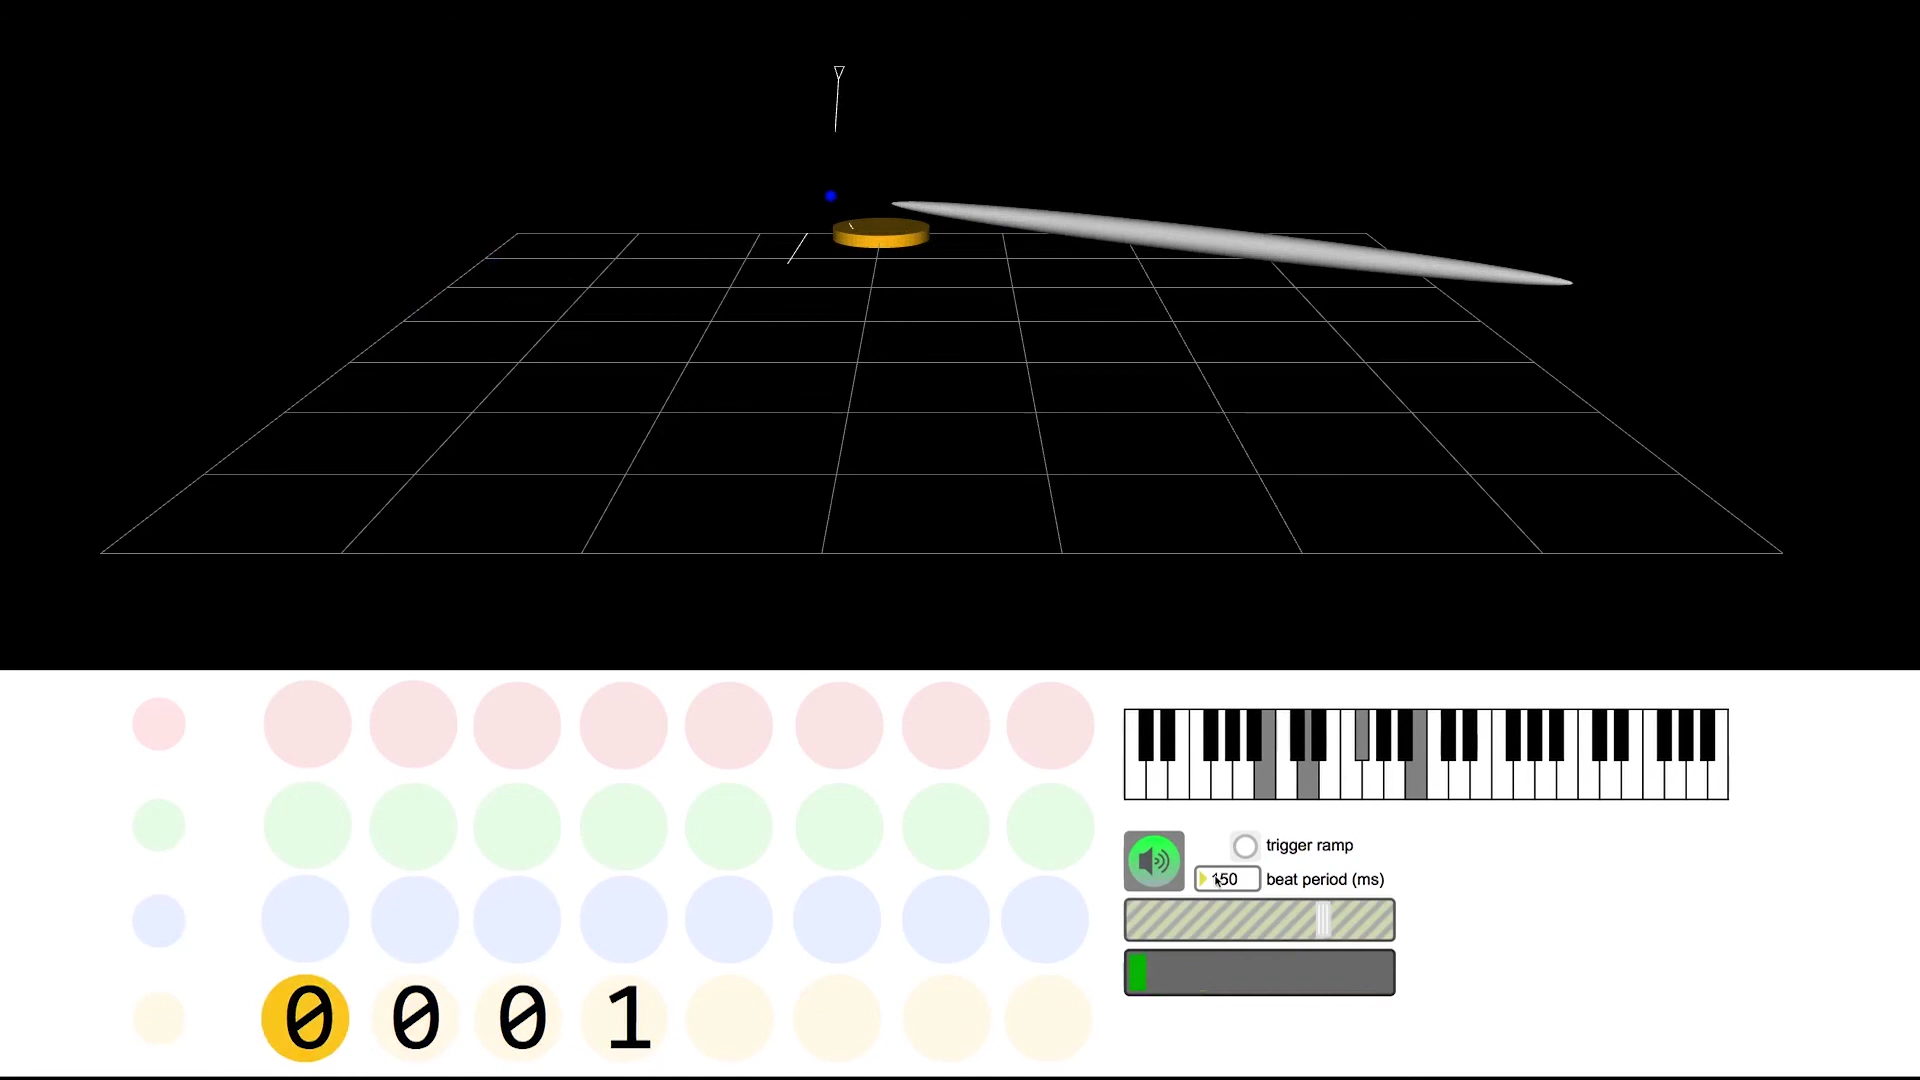 trigger ramp
150 beat period (ms)
0 0 0 1